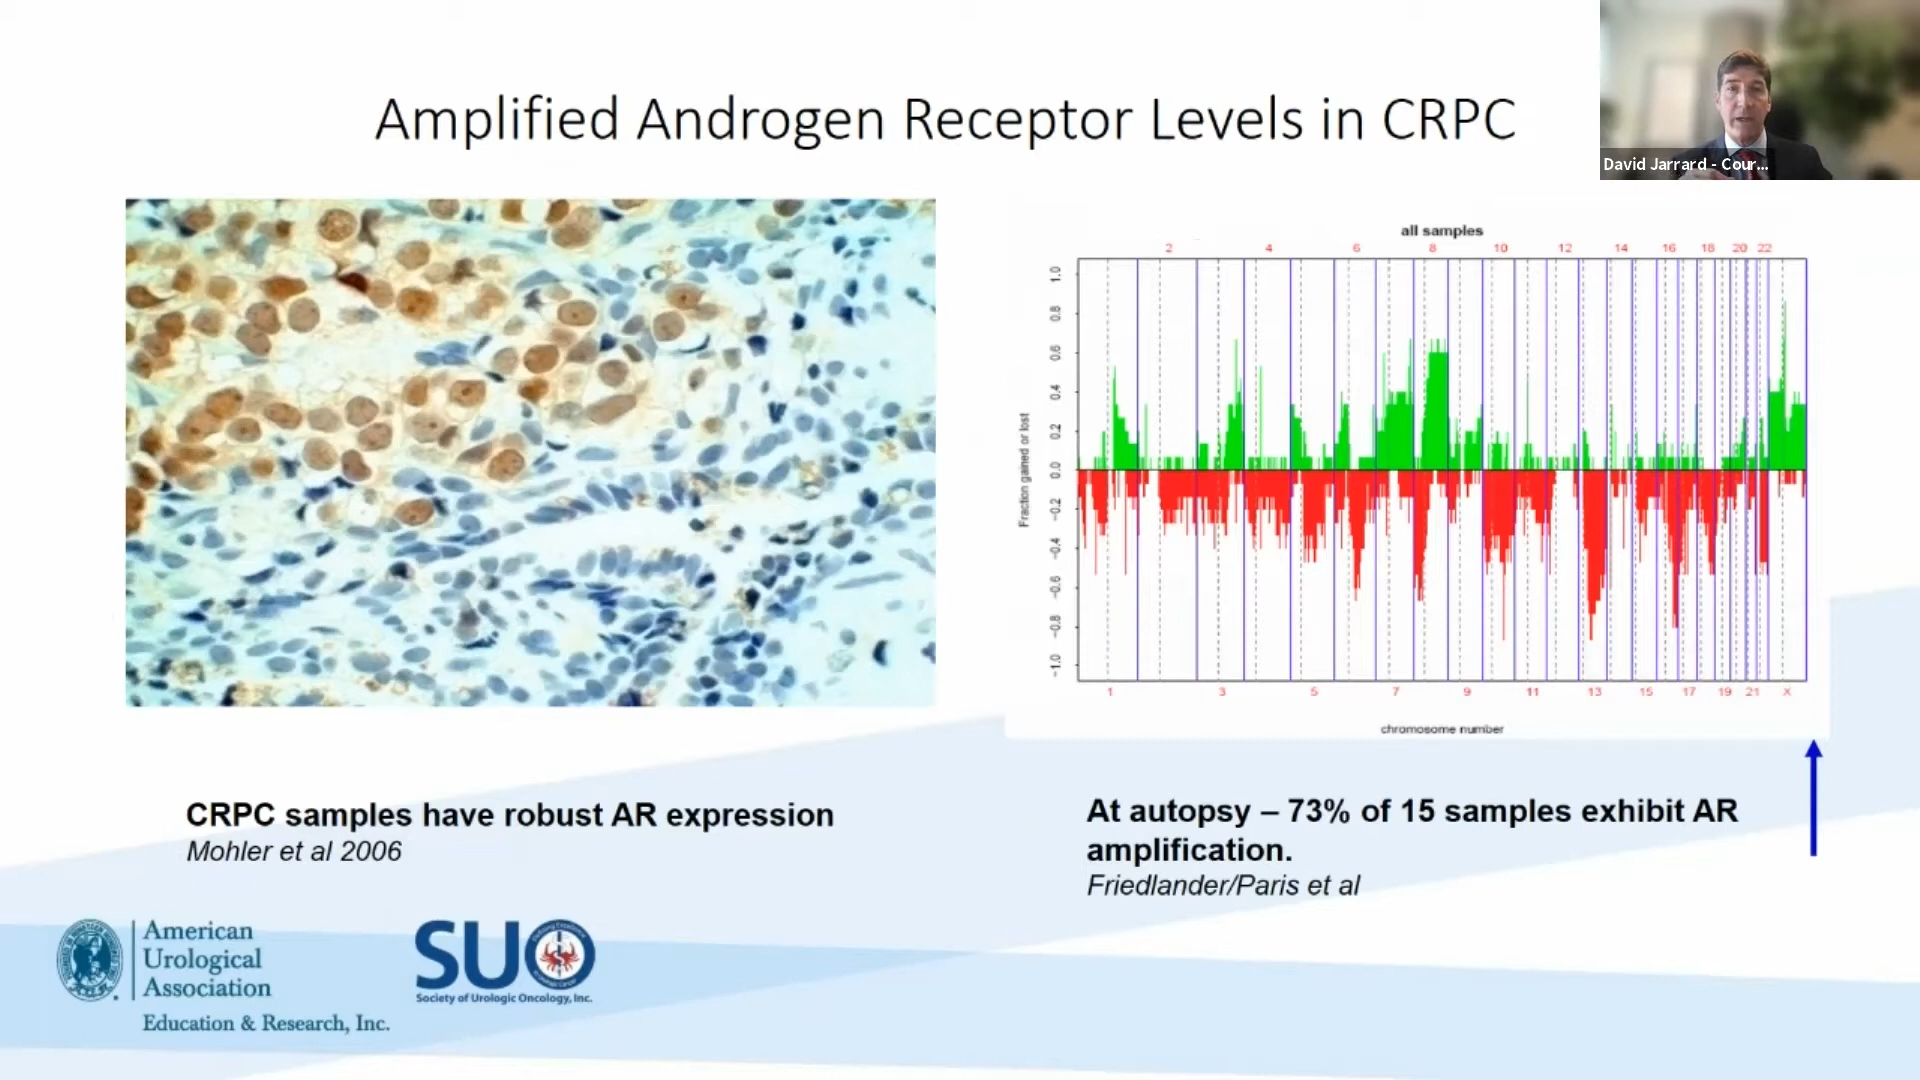 Amplified Androgen Receptor Levels in CRPC
David Jarrard - Cour...
all samples
2 4 6 8 10 12 14 16 18 20 22
Fraction gained or lost
1.0
0.8
0.6
0.4
0.2
0.0
−0.2
−0.4
−0.6
−0.8
−1.0
1 3 5 7 9 11 13 15 17 19 21 X
chromosome number
CRPC samples have robust AR expression
Mohler et al 2006
At autopsy – 73% of 15 samples exhibit AR
amplification.
Friedlander/Paris et al
American
Urological
Association
Education & Research, Inc.
SUO
Society of Urologic Oncology, Inc.